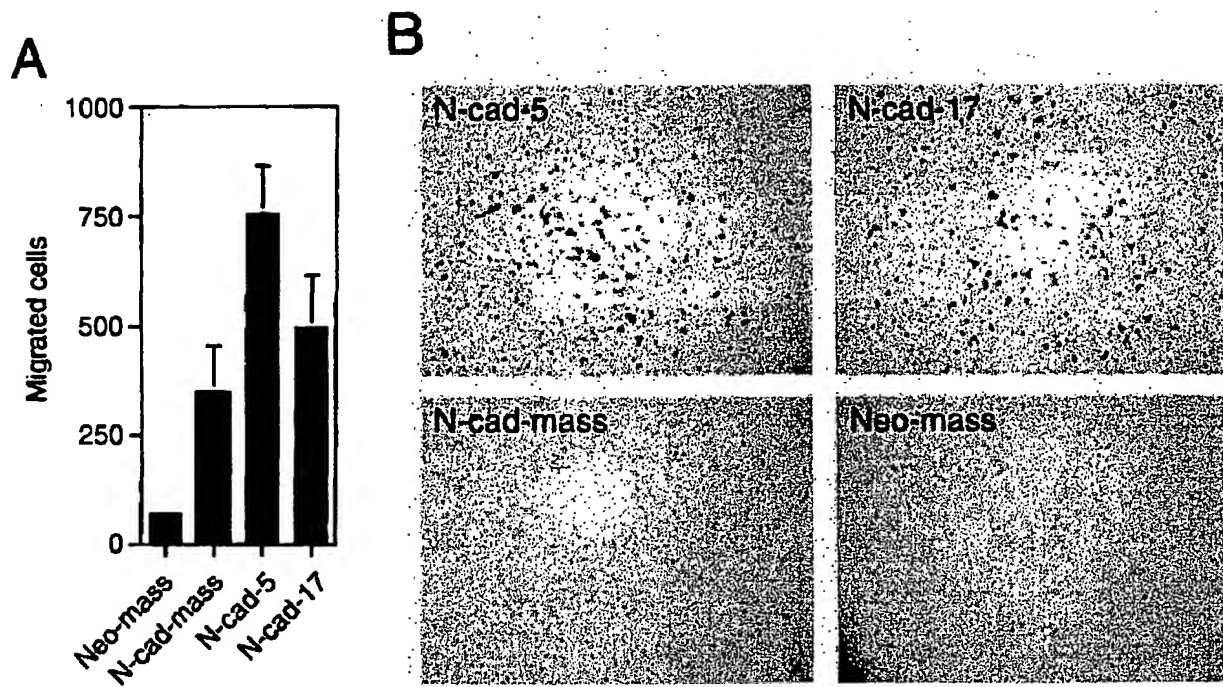 A
B
1000
750
500
250
0
Migrated cells
Neo-mass
N-cad-mass
N-cad-5
N-cad-17
N-cad-5
N-cad-17
N-cad-mass
Neo-mass